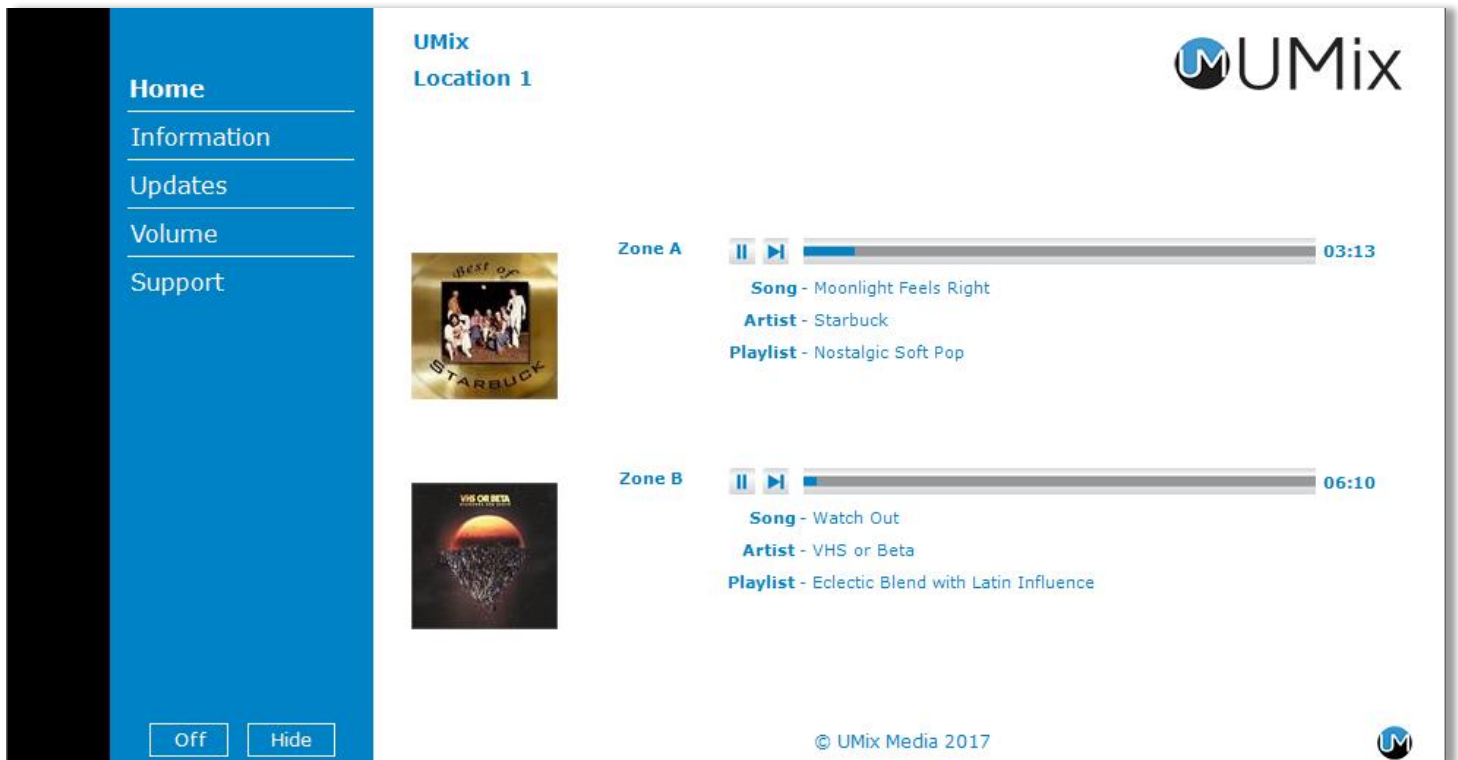 UMix
Location 1
UM UMix
Home
Information
Updates
Volume
Support
Best of
STARBUCK
Zone A
03:13
Song - Moonlight Feels Right
Artist - Starbuck
Playlist - Nostalgic Soft Pop
VHS OR BETA
Zone B
06:10
Song - Watch Out
Artist - VHS or Beta
Playlist - Eclectic Blend with Latin Influence
Off
Hide
© UMix Media 2017
UM